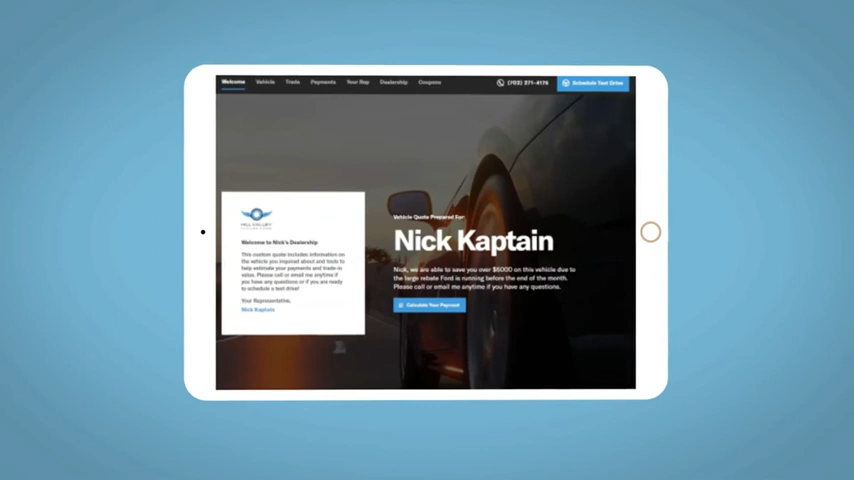 Welcome Vehicle Trade Payments Your Rep Dealership Coupons (702) 371-4176 Schedule Test Drive
HILL VALLEY
Welcome to Nick's Dealership
This custom quote includes information on
the vehicle you inquired about and tools to
help estimate your payments and trade-in
value. Please call or email me anytime if
you have any questions or if you are ready
to schedule a test drive!
Your Representative,
Nick Kaptain
Vehicle Quote Prepared For:
Nick Kaptain
Nick, we are able to save you over $6000 on this vehicle due to
the large rebate Ford is running before the end of the month.
Please call or email me anytime if you have any questions.
Calculate Your Payment